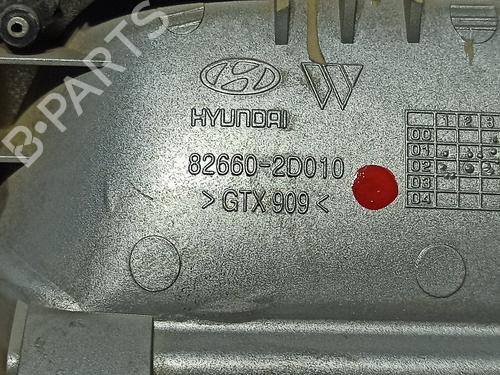 W
HYUNDAI
82660-2D010
> GTX 909 <
1 2 3
00
01
02
03
04
B-PARTS